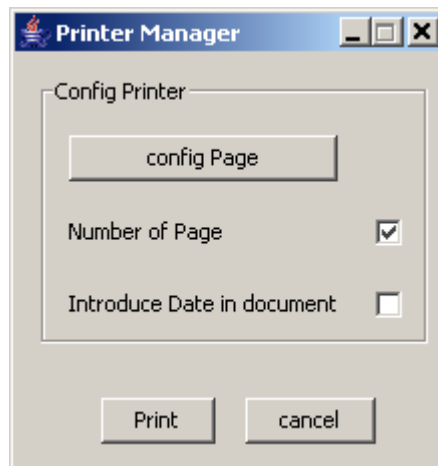 Printer Manager
Config Printer
config Page
Number of Page
Introduce Date in document
Print cancel